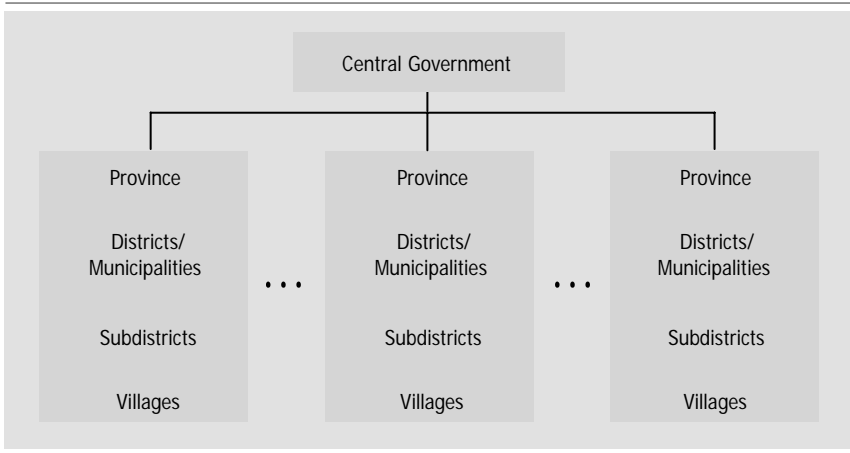 Central Government
Province
Districts/
Municipalities
Subdistricts
Villages
...
Province
Districts/
Municipalities
Subdistricts
Villages
...
Province
Districts/
Municipalities
Subdistricts
Villages